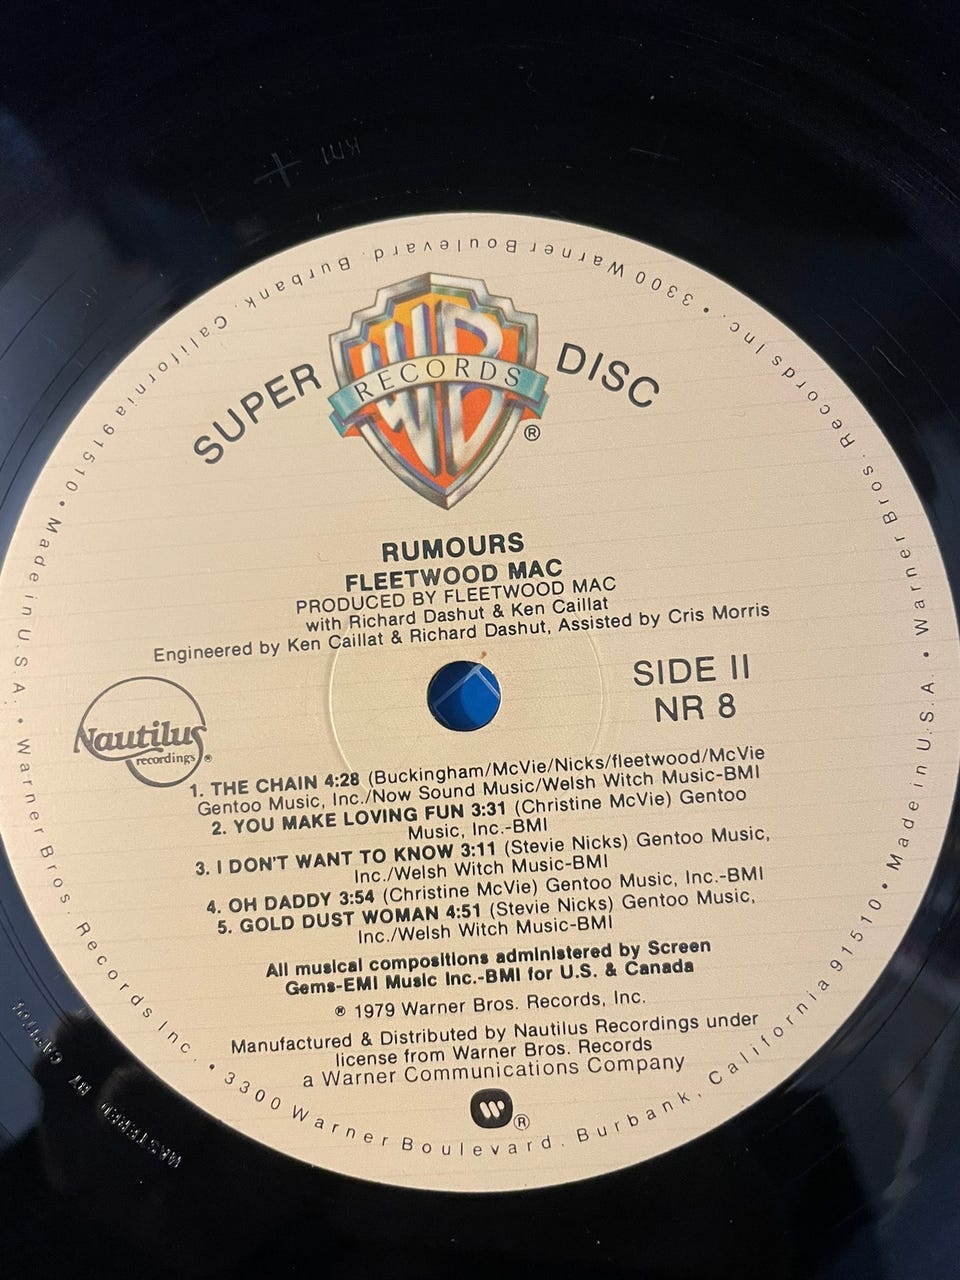 SUPER DISC
WB
RECORDS
®
RUMOURS
FLEETWOOD MAC
PRODUCED BY FLEETWOOD MAC
with Richard Dashut & Ken Caillat
Engineered by Ken Caillat & Richard Dashut, Assisted by Cris Morris
SIDE II
NR 8
Nautilus
recordings ®
1. THE CHAIN 4:28 (Buckingham/McVie/Nicks/fleetwood/McVie
Gentoo Music, Inc./Now Sound Music/Welsh Witch Music-BMI
2. YOU MAKE LOVING FUN 3:31 (Christine McVie) Gentoo
Music, Inc.-BMI
3. I DON'T WANT TO KNOW 3:11 (Stevie Nicks) Gentoo Music,
Inc./Welsh Witch Music-BMI
4. OH DADDY 3:54 (Christine McVie) Gentoo Music, Inc.-BMI
5. GOLD DUST WOMAN 4:51 (Stevie Nicks) Gentoo Music,
Inc./Welsh Witch Music-BMI
All musical compositions administered by Screen
Gems-EMI Music Inc.-BMI for U.S. & Canada
℗ 1979 Warner Bros. Records, Inc.
Manufactured & Distributed by Nautilus Recordings under
license from Warner Bros. Records
a Warner Communications Company
®
Warner Bros. Records Inc. • 3300 Warner Boulevard. Burbank, California 91510 • Made in U.S.A. •
Warner Bros. Records Inc. • 3300 Warner Boulevard. Burbank, California 91510 • Made in U.S.A. •
MASTERED BY CAPITOL